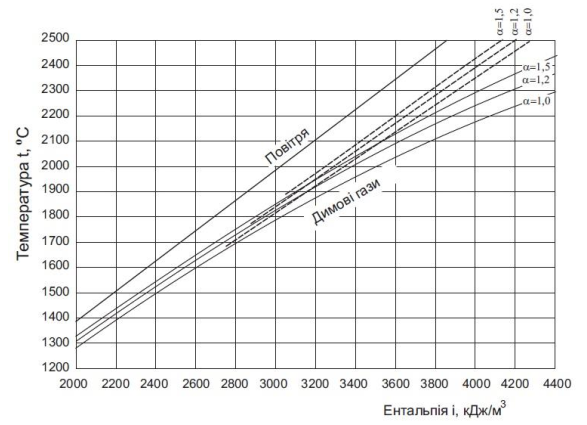 α=1,5
α=1,2
α=1,0
2500
2400
2300
2200
2100
2000
1900
1800
1700
1600
1500
1400
1300
1200
Температура t, ºC
α=1,5
α=1,2
α=1,0
Повітря
Димові гази
2000 2200 2400 2600 2800 3000 3200 3400 3600 3800 4000 4200 4400
Ентальпія i, кДж/м³